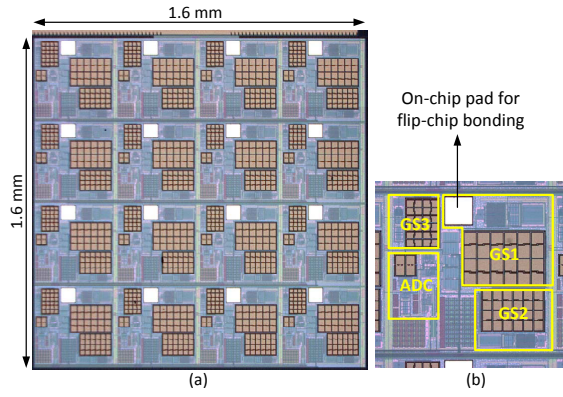 1.6 mm
1.6 mm
On-chip pad for
flip-chip bonding
GS3
GS1
ADC
GS2
(a)
(b)